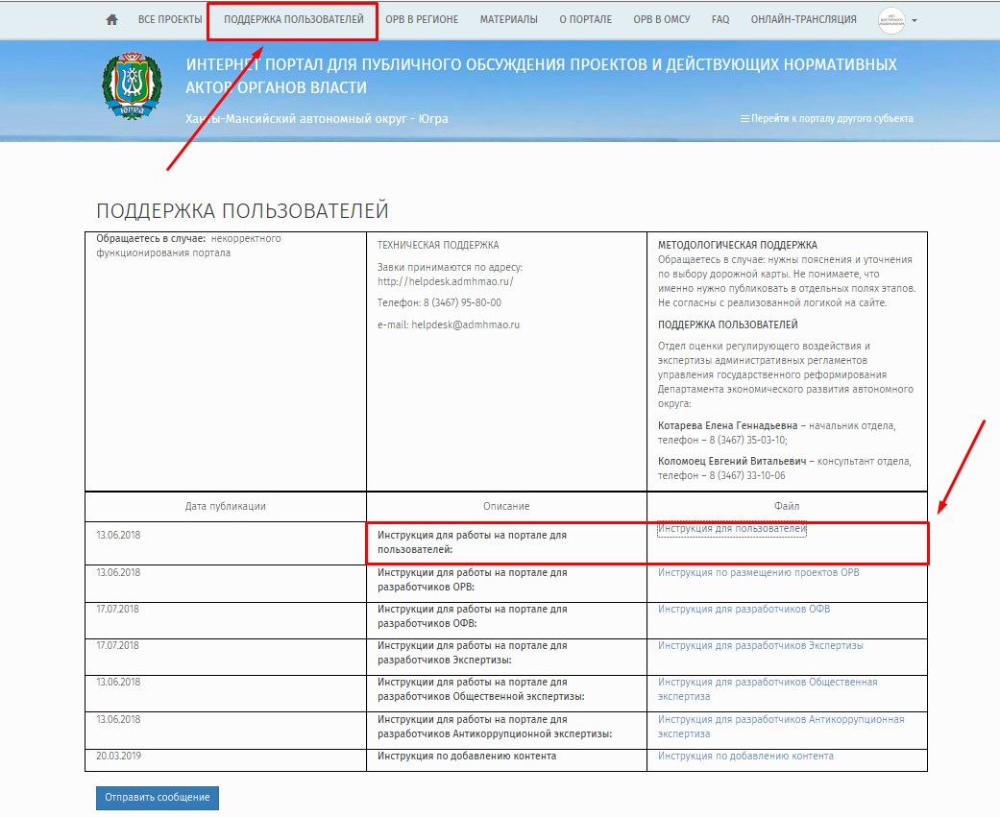 ВСЕ ПРОЕКТЫ ПОДДЕРЖКА ПОЛЬЗОВАТЕЛЕЙ ОРВ В РЕГИОНЕ МАТЕРИАЛЫ О ПОРТАЛЕ ОРВ В ОМСУ FAQ ОНЛАЙН-ТРАНСЛЯЦИЯ
ИНТЕРНЕТ ПОРТАЛ ДЛЯ ПУБЛИЧНОГО ОБСУЖДЕНИЯ ПРОЕКТОВ И ДЕЙСТВУЮЩИХ НОРМАТИВНЫХ
АКТОВ ОРГАНОВ ВЛАСТИ
ЮГРА
Ханты-Мансийский автономный округ - Югра
Перейти к порталу другого субъекта
ПОДДЕРЖКА ПОЛЬЗОВАТЕЛЕЙ
Обращаетесь в случае: некорректного
функционирования портала
ТЕХНИЧЕСКАЯ ПОДДЕРЖКА
Завки принимаются по адресу:
http://helpdesk.admhmao.ru/
Телефон: 8 (3467) 95-80-00
e-mail: helpdesk@admhmao.ru
МЕТОДОЛОГИЧЕСКАЯ ПОДДЕРЖКА
Обращаетесь в случае: нужны пояснения и уточнения
по выбору дорожной карты. Не понимаете, что
именно нужно публиковать в отдельных полях этапов.
Не согласны с реализованной логикой на сайте.
ПОДДЕРЖКА ПОЛЬЗОВАТЕЛЕЙ
Отдел оценки регулирующего воздействия и
экспертизы административных регламентов
управления государственного реформирования
Департамента экономического развития автономного
округа:
Котарева Елена Геннадьевна – начальник отдела,
телефон – 8 (3467) 35-03-10;
Коломоец Евгений Витальевич – консультант отдела,
телефон – 8 (3467) 33-10-06
Дата публикации Описание Файл
13.06.2018
Инструкция для работы на портале для
пользователей:
Инструкция для пользователей
13.06.2018
Инструкции для работы на портале для
разработчиков ОРВ:
Инструкция по размещению проектов ОРВ
17.07.2018
Инструкции для работы на портале для
разработчиков ОФВ:
Инструкция для разработчиков ОФВ
17.07.2018
Инструкции для работы на портале для
разработчиков Экспертизы:
Инструкция для разработчиков Экспертизы
13.06.2018
Инструкции для работы на портале для
разработчиков Общественной экспертизы:
Инструкция для разработчиков Общественная
экспертиза
13.06.2018
Инструкции для работы на портале для
разработчиков Антикоррупционной экспертизы:
Инструкция для разработчиков Антикоррупционная
экспертиза
20.03.2019
Инструкция по добавлению контента
Инструкция по добавлению контента
Отправить сообщение